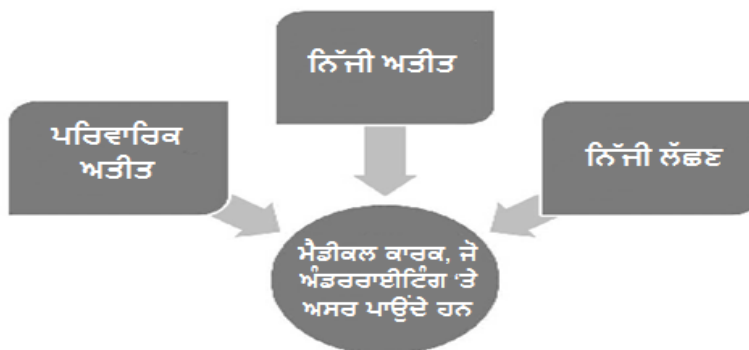 ਨਿੱਜੀ ਅਤੀਤ
ਪਰਿਵਾਰਿਕ
ਅਤੀਤ
ਨਿੱਜੀ ਲੱਛਣ
ਮੈਡੀਕਲ ਕਾਰਕ, ਜੋ
ਅੰਡਰਰਾਈਟਿੰਗ 'ਤੇ
ਅਸਰ ਪਾਉਂਦੇ ਹਨ